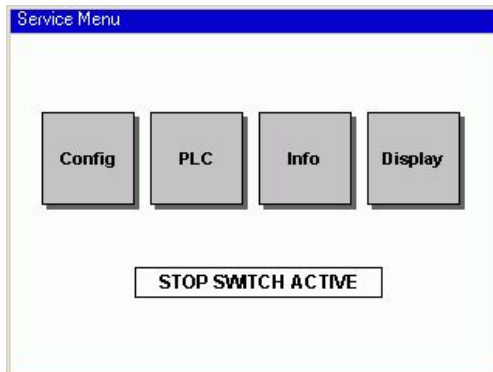 Service Menu
Config PLC Info Display
STOP SWITCH ACTIVE